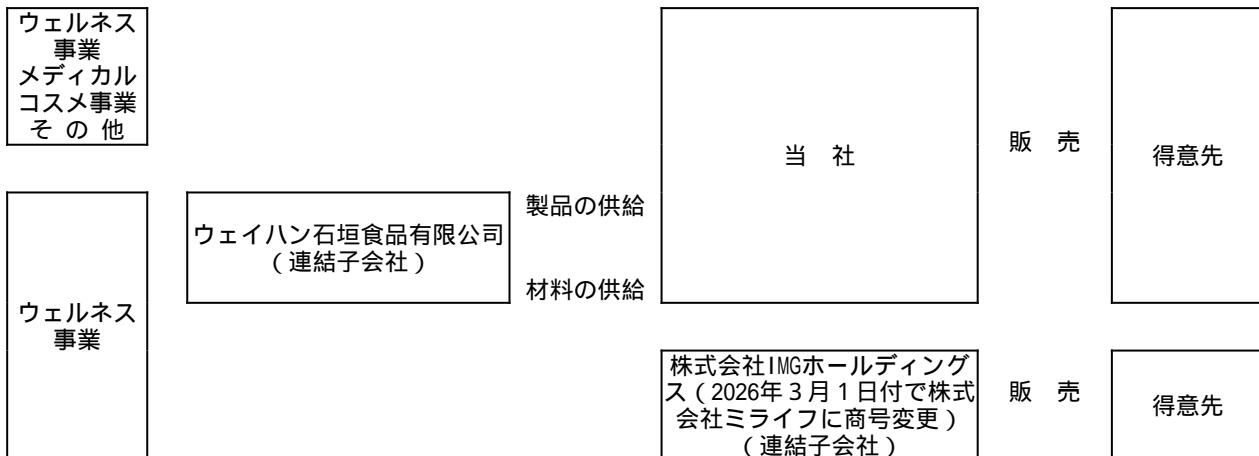 ウェルネス
事業
メディカル
コスメ事業
そ の 他
当　社
販　売
得意先
製品の供給
ウェイハン石垣食品有限公司
（連結子会社）
材料の供給
ウェルネス
事業
株式会社IMGホールディング
ス（2026年３月１日付で株式
会社ミライフに商号変更）
（連結子会社）
販　売
得意先